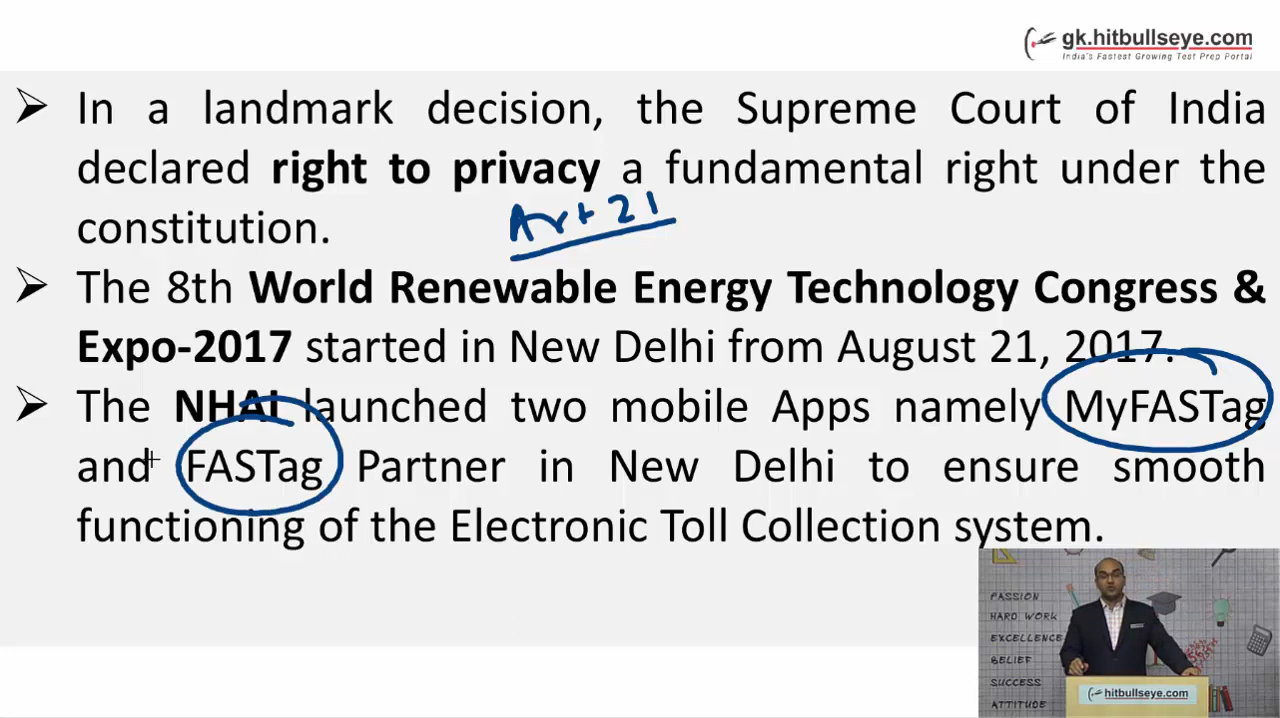 gk.hitbullseye.com
India's Fastest Growing Test Prep Portal
➢ In a landmark decision, the Supreme Court of India
declared right to privacy a fundamental right under the
constitution.
Art 21
➢ The 8th World Renewable Energy Technology Congress &
Expo-2017 started in New Delhi from August 21, 2017.
➢ The NHAI launched two mobile Apps namely MyFASTag
and FASTag Partner in New Delhi to ensure smooth
functioning of the Electronic Toll Collection system.
PASSION
HARD WORK
EXCELLENCE
BELIEF
SUCCESS
ATTITUDE
hitbullseye.com